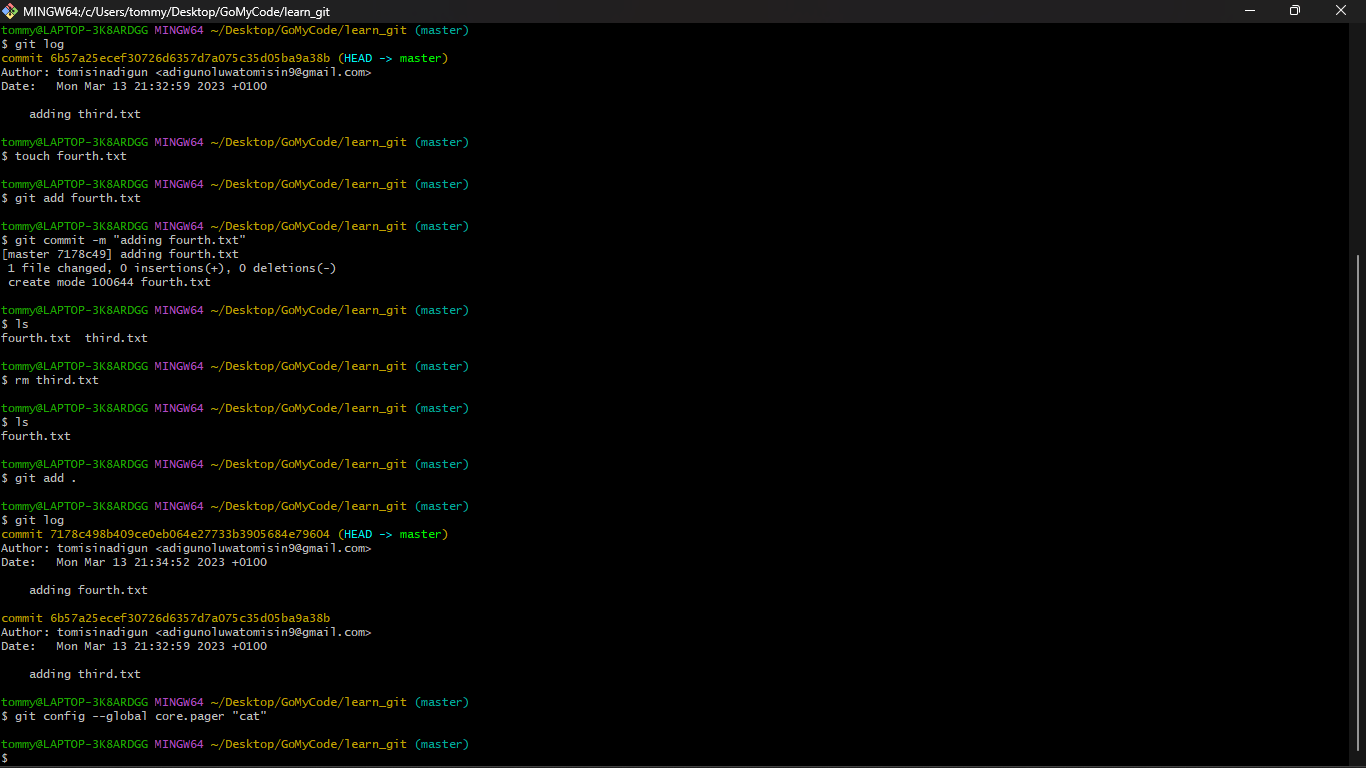 MINGW64:/c/Users/tommy/Desktop/GoMyCode/learn_git
tommy@LAPTOP-3K8ARDGG MINGW64 ~/Desktop/GoMyCode/learn_git (master)
$ git log
commit 6b57a25ecef30726d6357d7a075c35d05ba9a38b (HEAD -> master)
Author: tomisinadigun <adigunoluwatomisin9@gmail.com>
Date:   Mon Mar 13 21:32:59 2023 +0100

    adding third.txt

tommy@LAPTOP-3K8ARDGG MINGW64 ~/Desktop/GoMyCode/learn_git (master)
$ touch fourth.txt

tommy@LAPTOP-3K8ARDGG MINGW64 ~/Desktop/GoMyCode/learn_git (master)
$ git add fourth.txt

tommy@LAPTOP-3K8ARDGG MINGW64 ~/Desktop/GoMyCode/learn_git (master)
$ git commit -m "adding fourth.txt"
[master 7178c49] adding fourth.txt
 1 file changed, 0 insertions(+), 0 deletions(-)
 create mode 100644 fourth.txt

tommy@LAPTOP-3K8ARDGG MINGW64 ~/Desktop/GoMyCode/learn_git (master)
$ ls
fourth.txt  third.txt

tommy@LAPTOP-3K8ARDGG MINGW64 ~/Desktop/GoMyCode/learn_git (master)
$ rm third.txt

tommy@LAPTOP-3K8ARDGG MINGW64 ~/Desktop/GoMyCode/learn_git (master)
$ ls
fourth.txt

tommy@LAPTOP-3K8ARDGG MINGW64 ~/Desktop/GoMyCode/learn_git (master)
$ git add .

tommy@LAPTOP-3K8ARDGG MINGW64 ~/Desktop/GoMyCode/learn_git (master)
$ git log
commit 7178c498b409ce0eb064e27733b3905684e79604 (HEAD -> master)
Author: tomisinadigun <adigunoluwatomisin9@gmail.com>
Date:   Mon Mar 13 21:34:52 2023 +0100

    adding fourth.txt

commit 6b57a25ecef30726d6357d7a075c35d05ba9a38b
Author: tomisinadigun <adigunoluwatomisin9@gmail.com>
Date:   Mon Mar 13 21:32:59 2023 +0100

    adding third.txt

tommy@LAPTOP-3K8ARDGG MINGW64 ~/Desktop/GoMyCode/learn_git (master)
$ git config --global core.pager "cat"

tommy@LAPTOP-3K8ARDGG MINGW64 ~/Desktop/GoMyCode/learn_git (master)
$